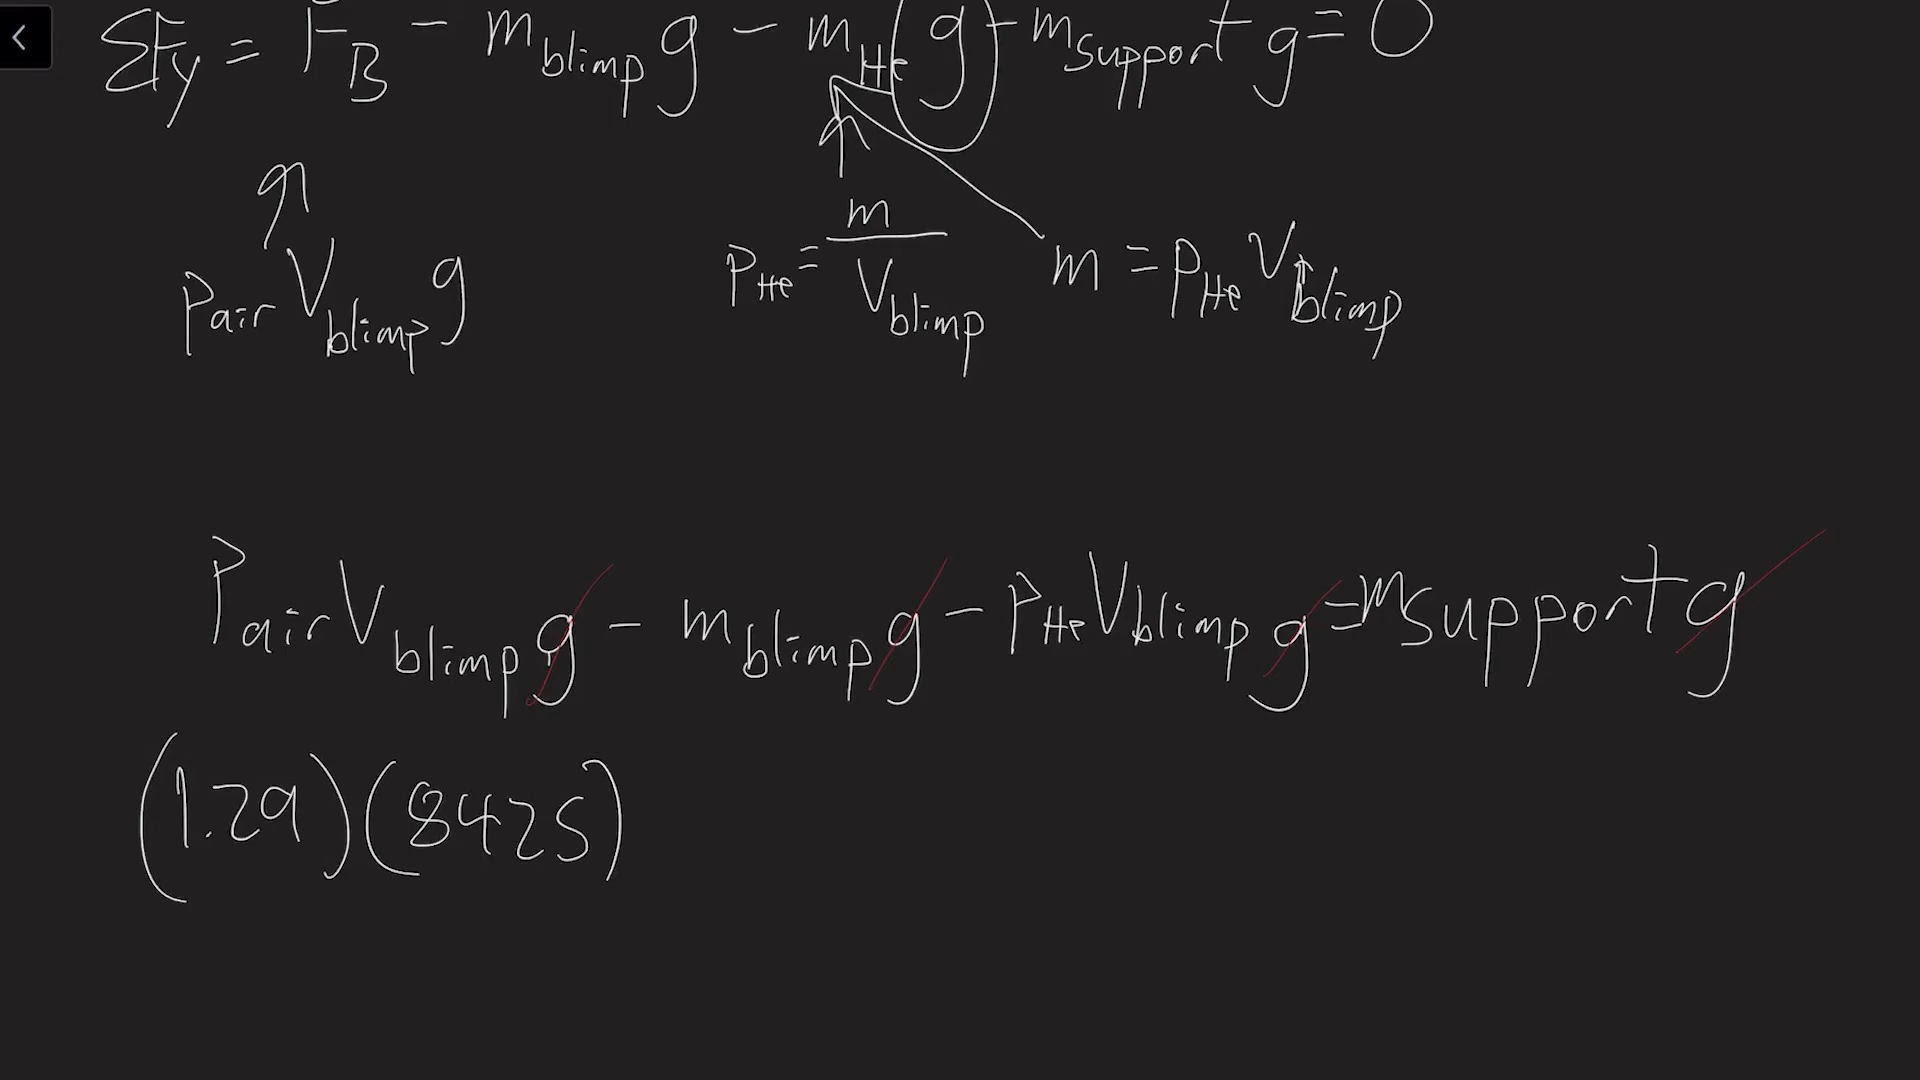 ΣFy = FB - mblimp g - mHe g - msupport g = 0
ρair Vblimp g
ρHe = m / Vblimp
m = ρHe Vblimp
ρair Vblimp g - mblimp g - ρHe Vblimp g = msupport g
(1.29)(8425)